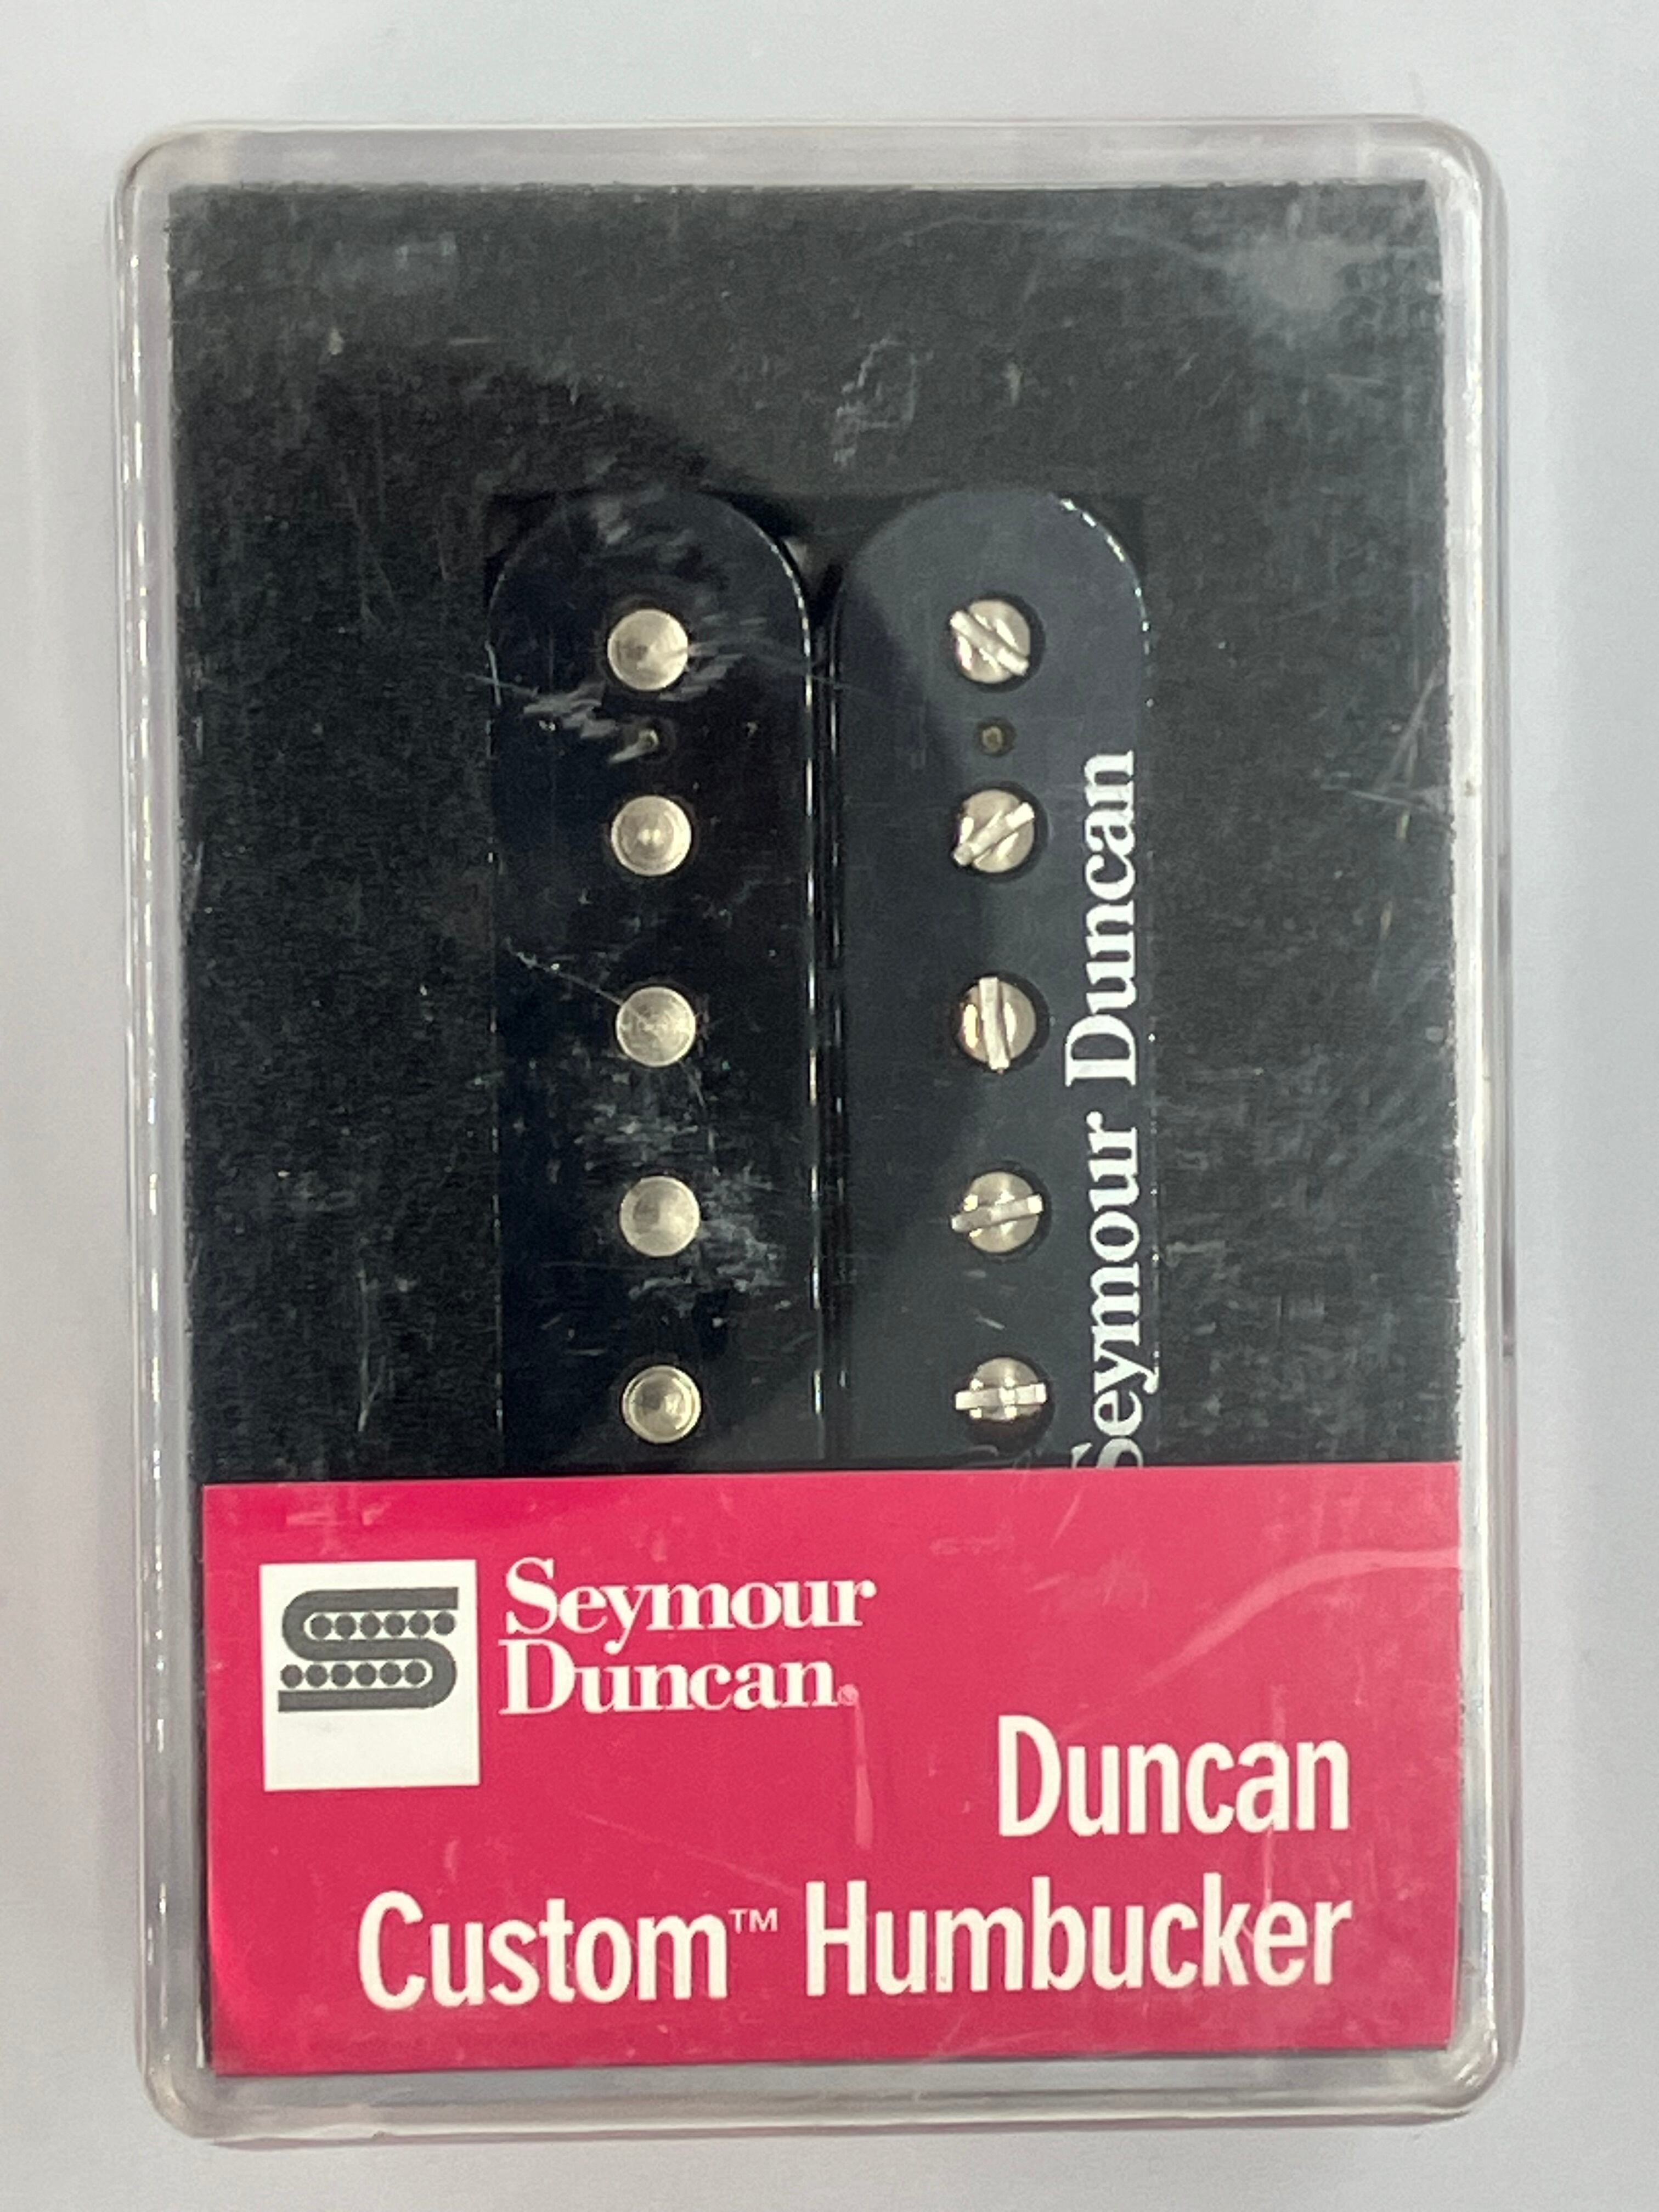 Seymour Duncan
Seymour
Duncan®
Duncan
Custom™ Humbucker